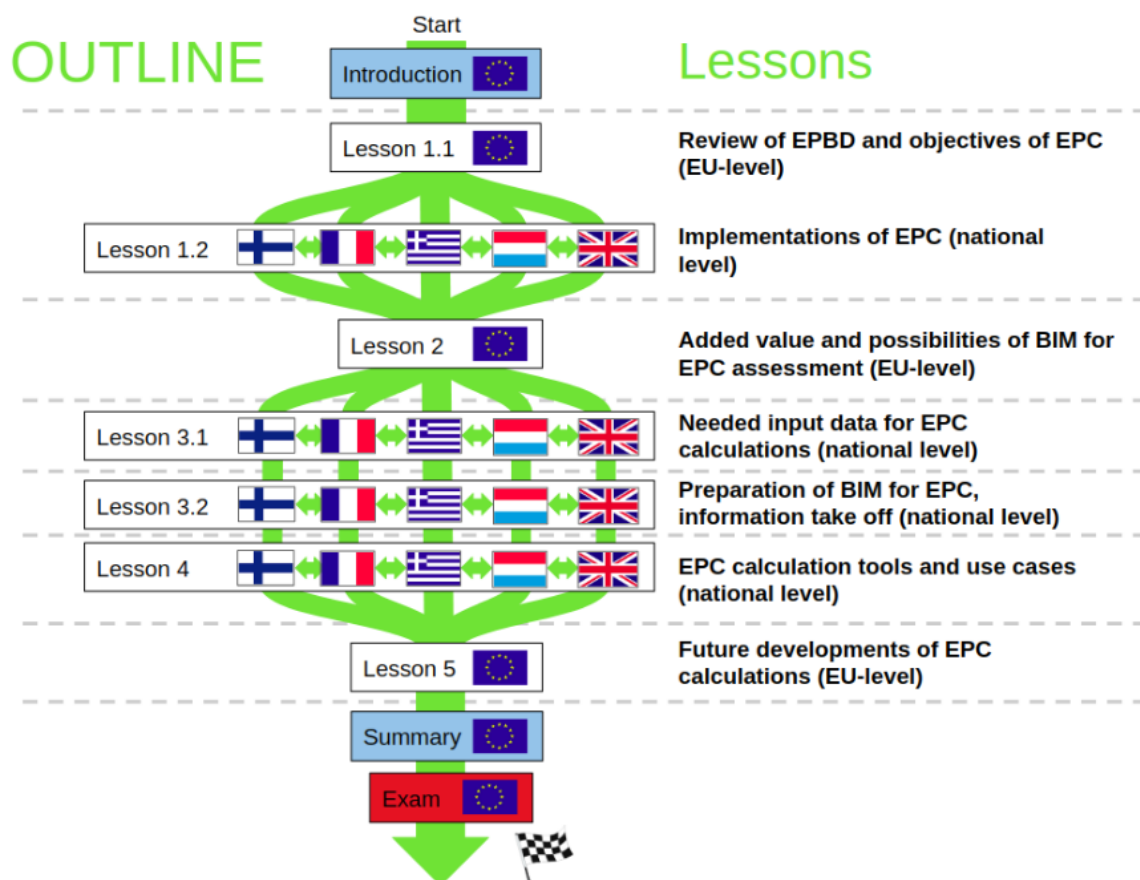 Start
OUTLINE
Lessons
Introduction
Lesson 1.1
Review of EPBD and objectives of EPC
(EU-level)
Lesson 1.2
Implementations of EPC (national
level)
Lesson 2
Added value and possibilities of BIM for
EPC assessment (EU-level)
Lesson 3.1
Needed input data for EPC
calculations (national level)
Lesson 3.2
Preparation of BIM for EPC,
information take off (national level)
Lesson 4
EPC calculation tools and use cases
(national level)
Lesson 5
Future developments of EPC
calculations (EU-level)
Summary
Exam